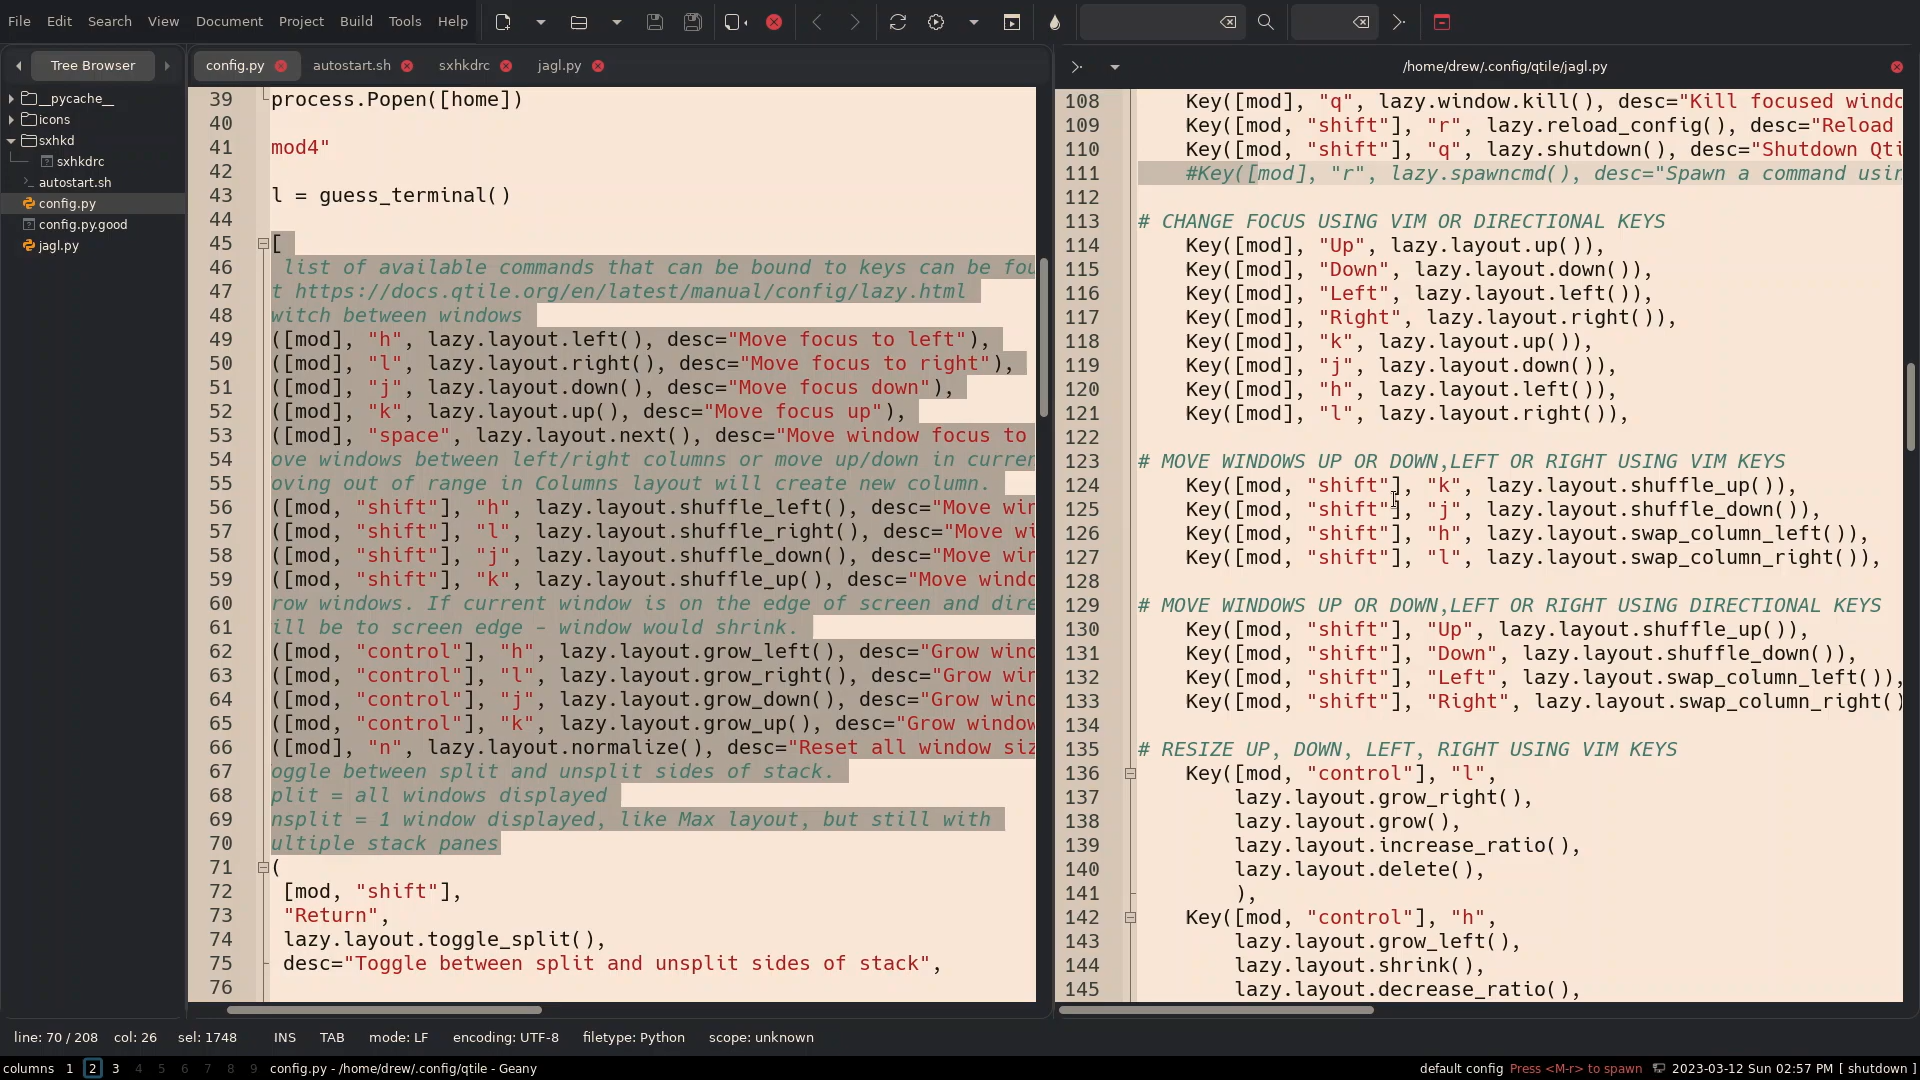 File Edit Search View Document Project Build Tools Help
Tree Browser
config.py autostart.sh sxhkdrc jagl.py
/home/drew/.config/qtile/jagl.py
__pycache__
icons
sxhkd
sxhkdrc
autostart.sh
config.py
config.py.good
jagl.py
39 process.Popen([home])
40
41 mod4"
42
43 l = guess_terminal()
44
45 [
46 list of available commands that can be bound to keys can be fou
47 t https://docs.qtile.org/en/latest/manual/config/lazy.html
48 witch between windows
49 ([mod], "h", lazy.layout.left(), desc="Move focus to left"),
50 ([mod], "l", lazy.layout.right(), desc="Move focus to right"),
51 ([mod], "j", lazy.layout.down(), desc="Move focus down"),
52 ([mod], "k", lazy.layout.up(), desc="Move focus up"),
53 ([mod], "space", lazy.layout.next(), desc="Move window focus to
54 ove windows between left/right columns or move up/down in curren
55 oving out of range in Columns layout will create new column.
56 ([mod, "shift"], "h", lazy.layout.shuffle_left(), desc="Move win
57 ([mod, "shift"], "l", lazy.layout.shuffle_right(), desc="Move wi
58 ([mod, "shift"], "j", lazy.layout.shuffle_down(), desc="Move win
59 ([mod, "shift"], "k", lazy.layout.shuffle_up(), desc="Move windo
60 row windows. If current window is on the edge of screen and dire
61 ill be to screen edge - window would shrink.
62 ([mod, "control"], "h", lazy.layout.grow_left(), desc="Grow wind
63 ([mod, "control"], "l", lazy.layout.grow_right(), desc="Grow win
64 ([mod, "control"], "j", lazy.layout.grow_down(), desc="Grow wind
65 ([mod, "control"], "k", lazy.layout.grow_up(), desc="Grow window
66 ([mod], "n", lazy.layout.normalize(), desc="Reset all window siz
67 oggle between split and unsplit sides of stack.
68 plit = all windows displayed
69 nsplit = 1 window displayed, like Max layout, but still with
70 ultiple stack panes
71 (
72 [mod, "shift"],
73 "Return",
74 lazy.layout.toggle_split(),
75 desc="Toggle between split and unsplit sides of stack",
76
108 Key([mod], "q", lazy.window.kill(), desc="Kill focused windo
109 Key([mod, "shift"], "r", lazy.reload_config(), desc="Reload
110 Key([mod, "shift"], "q", lazy.shutdown(), desc="Shutdown Qti
111 #Key([mod], "r", lazy.spawncmd(), desc="Spawn a command usin
112
113 # CHANGE FOCUS USING VIM OR DIRECTIONAL KEYS
114 Key([mod], "Up", lazy.layout.up()),
115 Key([mod], "Down", lazy.layout.down()),
116 Key([mod], "Left", lazy.layout.left()),
117 Key([mod], "Right", lazy.layout.right()),
118 Key([mod], "k", lazy.layout.up()),
119 Key([mod], "j", lazy.layout.down()),
120 Key([mod], "h", lazy.layout.left()),
121 Key([mod], "l", lazy.layout.right()),
122
123 # MOVE WINDOWS UP OR DOWN,LEFT OR RIGHT USING VIM KEYS
124 Key([mod, "shift"], "k", lazy.layout.shuffle_up()),
125 Key([mod, "shift"], "j", lazy.layout.shuffle_down()),
126 Key([mod, "shift"], "h", lazy.layout.swap_column_left()),
127 Key([mod, "shift"], "l", lazy.layout.swap_column_right()),
128
129 # MOVE WINDOWS UP OR DOWN,LEFT OR RIGHT USING DIRECTIONAL KEYS
130 Key([mod, "shift"], "Up", lazy.layout.shuffle_up()),
131 Key([mod, "shift"], "Down", lazy.layout.shuffle_down()),
132 Key([mod, "shift"], "Left", lazy.layout.swap_column_left()),
133 Key([mod, "shift"], "Right", lazy.layout.swap_column_right()
134
135 # RESIZE UP, DOWN, LEFT, RIGHT USING VIM KEYS
136 Key([mod, "control"], "l",
137 lazy.layout.grow_right(),
138 lazy.layout.grow(),
139 lazy.layout.increase_ratio(),
140 lazy.layout.delete(),
141 ),
142 Key([mod, "control"], "h",
143 lazy.layout.grow_left(),
144 lazy.layout.shrink(),
145 lazy.layout.decrease_ratio(),
line: 70 / 208 col: 26 sel: 1748 INS TAB mode: LF encoding: UTF-8 filetype: Python scope: unknown
columns 1 2 3 4 5 6 7 8 9 config.py - /home/drew/.config/qtile - Geany default config Press <M-r> to spawn 2023-03-12 Sun 02:57 PM [ shutdown ]